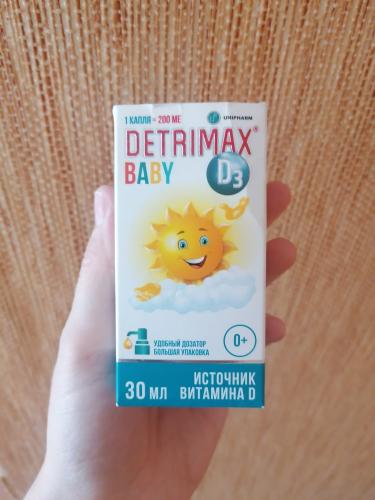 1 КАПЛЯ = 200 МЕ
UNIPHARM
DETRIMAX®
BABY
D3
УДОБНЫЙ ДОЗАТОР
БОЛЬШАЯ УПАКОВКА
0+
30 МЛ
ИСТОЧНИК
ВИТАМИНА D